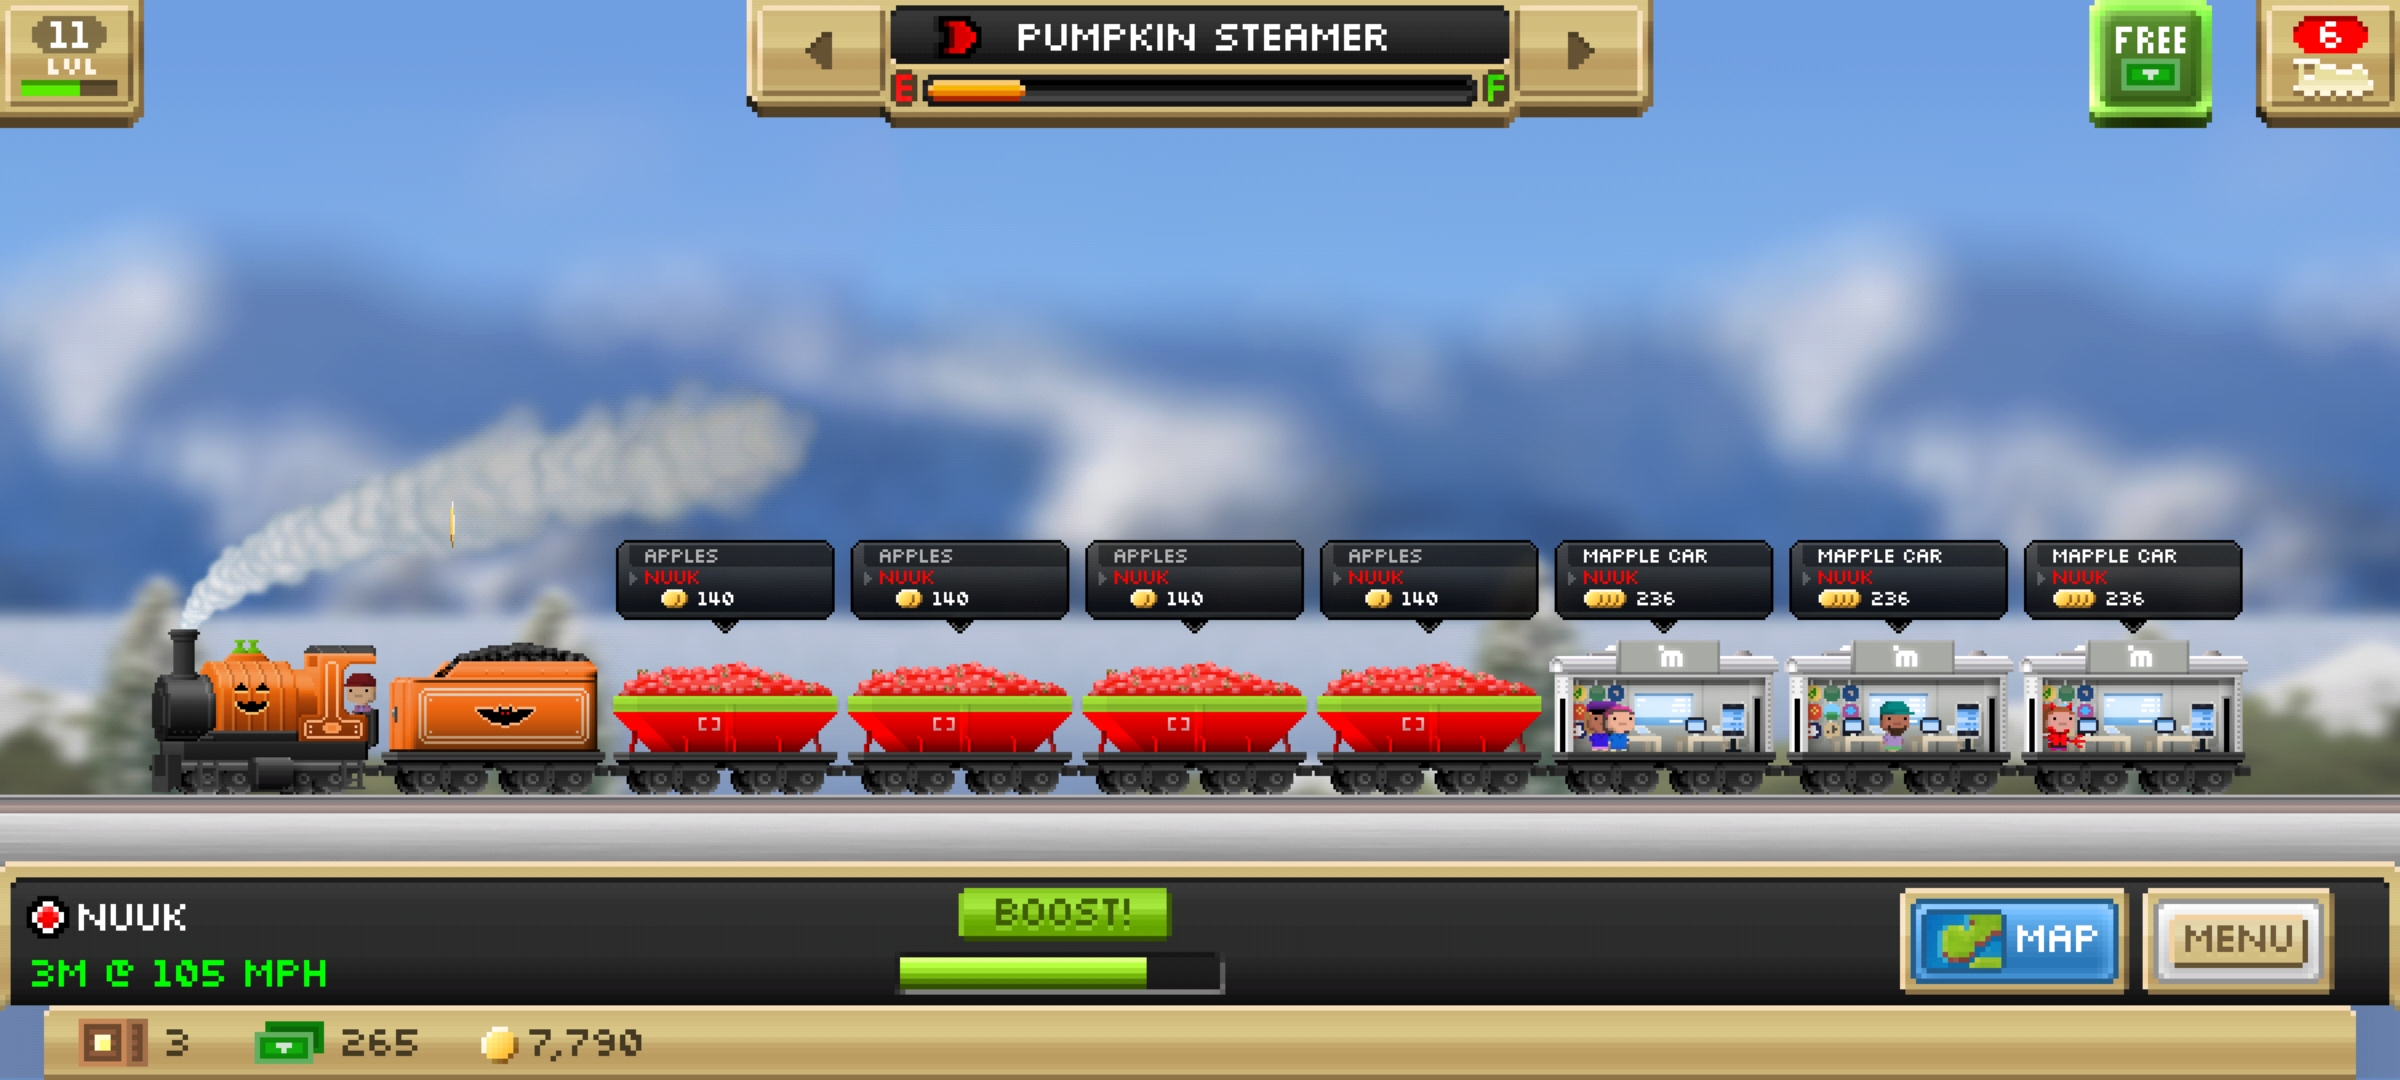 11
LVL
PUMPKIN STEAMER
E F
FREE
6
APPLES
NUUK
140
APPLES
NUUK
140
APPLES
NUUK
140
APPLES
NUUK
140
MAPPLE CAR
NUUK
236
MAPPLE CAR
NUUK
236
MAPPLE CAR
NUUK
236
m m m
NUUK
3M @ 105 MPH
BOOST!
MAP
MENU
3 265 7,790